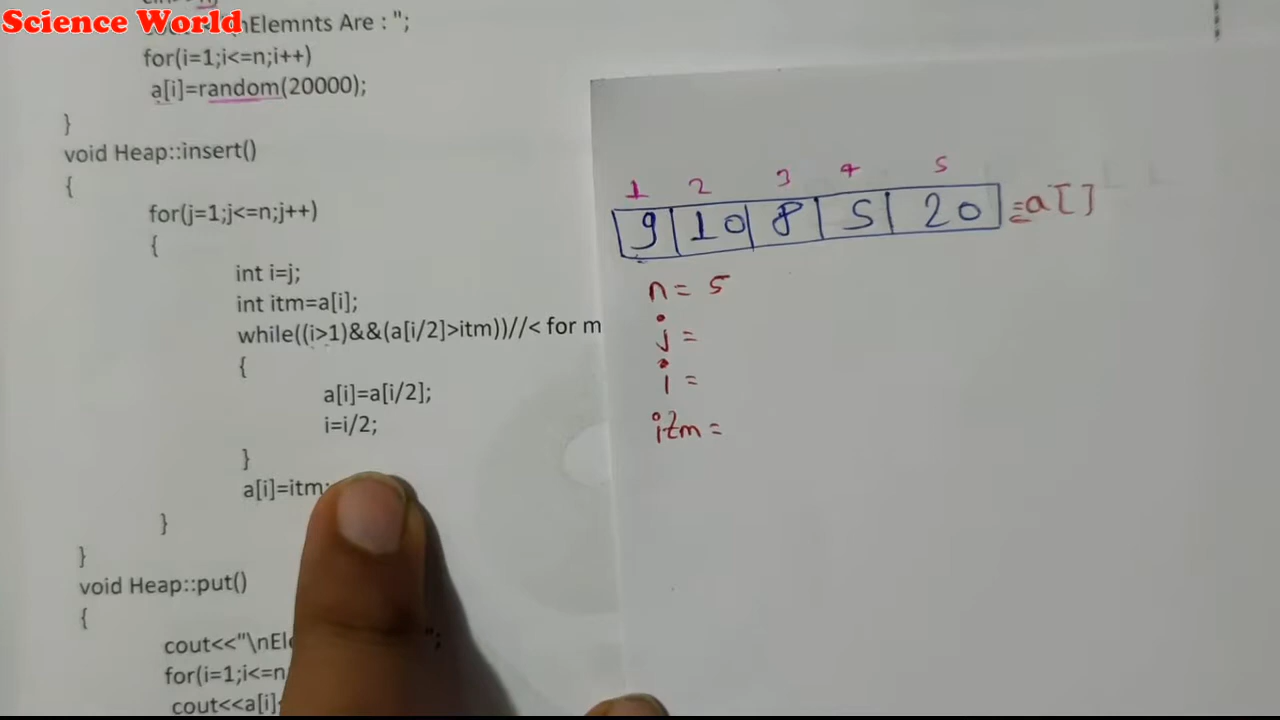 Science World
\nElemnts Are : ";
for(i=1;i<=n;i++)
a[i]=random(20000);
}
void Heap::insert()
{
for(j=1;j<=n;j++)
{
int i=j;
int itm=a[i];
while((i>1)&&(a[i/2]>itm))//< for m
{
a[i]=a[i/2];
i=i/2;
}
a[i]=itm;
}
}
void Heap::put()
{
cout<<"\nEle ";
for(i=1;i<=n
cout<<a[i]
1 2 3 4 5
9 10 8 5 20 = a[]
n = 5
j =
i =
itm =